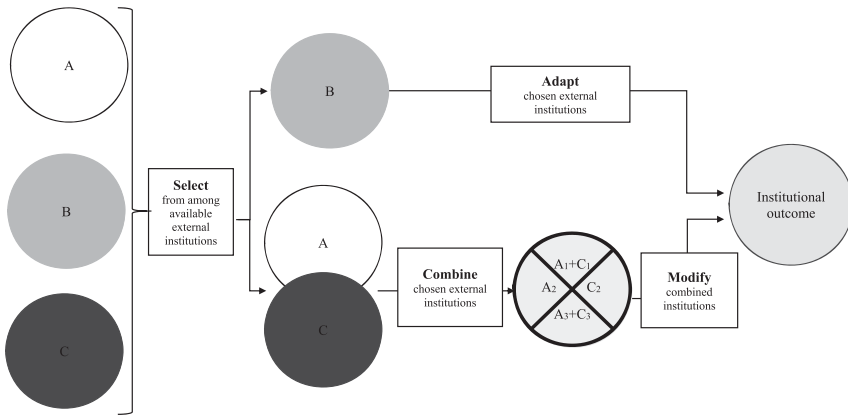 A
B
C
Select
from among
available
external
institutions
B
A
C
Adapt
chosen external
institutions
Combine
chosen external
institutions
A₁+C₁
A₂
C₂
A₃+C₃
Modify
combined
institutions
Institutional
outcome